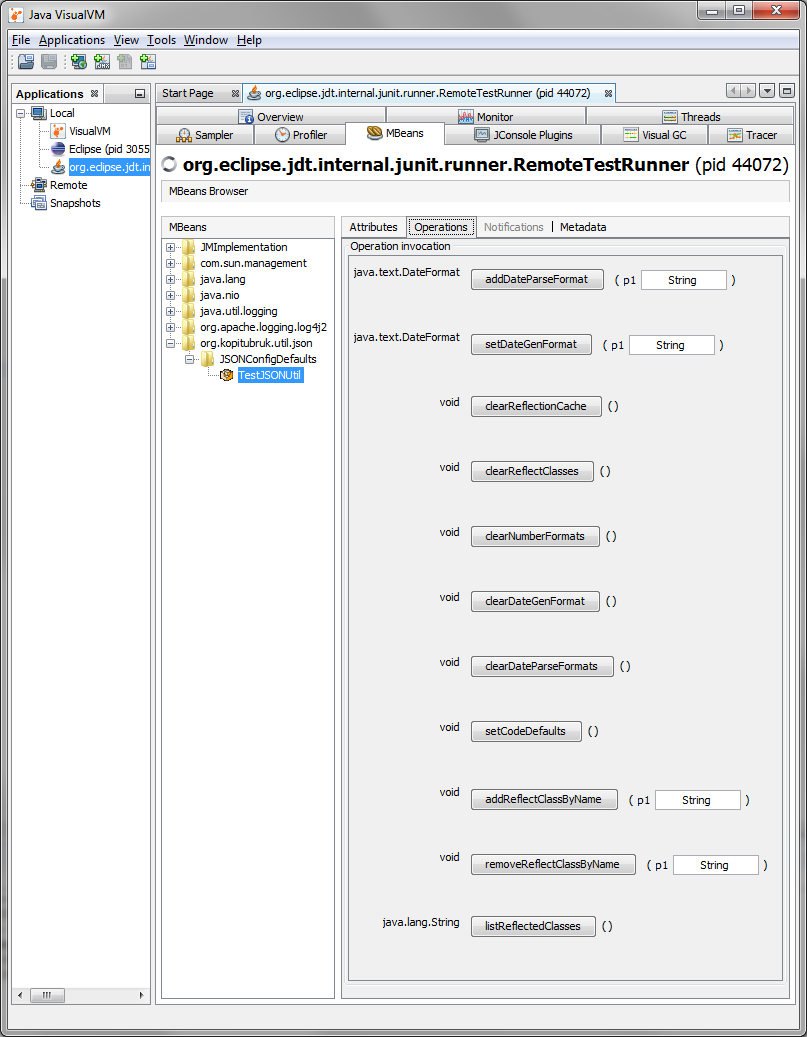 Java VisualVM
File Applications View Tools Window Help
Applications
Start Page
org.eclipse.jdt.internal.junit.runner.RemoteTestRunner (pid 44072)
Local
VisualVM
Eclipse (pid 3055
org.eclipse.jdt.in
Remote
Snapshots
Overview Monitor Threads
Sampler Profiler MBeans JConsole Plugins Visual GC Tracer
org.eclipse.jdt.internal.junit.runner.RemoteTestRunner (pid 44072)
MBeans Browser
MBeans
JMImplementation
com.sun.management
java.lang
java.nio
java.util.logging
org.apache.logging.log4j2
org.kopitubruk.util.json
JSONConfigDefaults
TestJSONUtil
Attributes Operations Notifications Metadata
Operation invocation
java.text.DateFormat addDateParseFormat ( p1 String )
java.text.DateFormat setDateGenFormat ( p1 String )
void clearReflectionCache ()
void clearReflectClasses ()
void clearNumberFormats ()
void clearDateGenFormat ()
void clearDateParseFormats ()
void setCodeDefaults ()
void addReflectClassByName ( p1 String )
void removeReflectClassByName ( p1 String )
java.lang.String listReflectedClasses ()